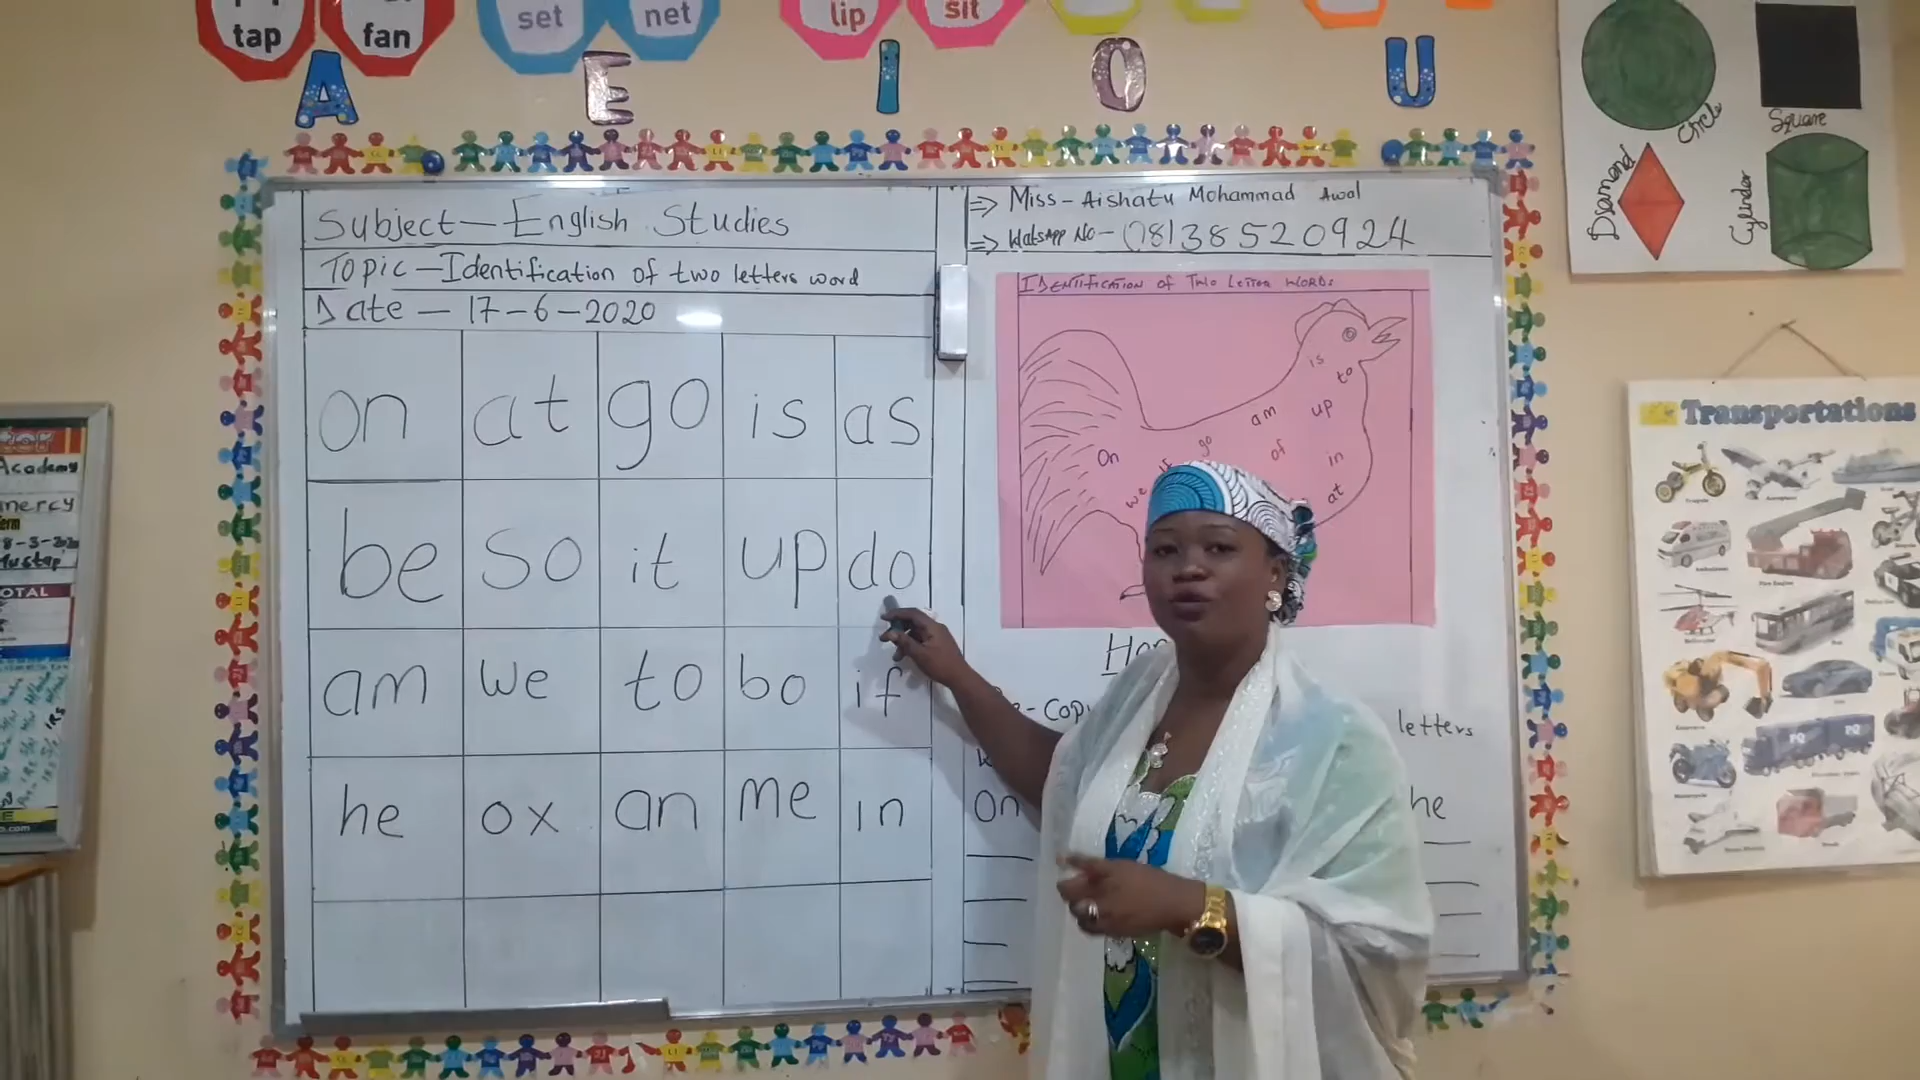 tap fan set net lip sit
A E I O U
Subject - English Studies
Topic - Identification of two letters word
Date - 17-6-2020
on at go is as
be so it up do
am we to bo if
he ox an me in
=> Miss - Aishatu Mohammad Awal
=> WatsApp No - 08138520924
IDENTIFICATION OF TWO LETTER WORDS
is
to
am up
go
On of in
we at
Copy letters
On he
Circle
Square
Diamond
Cylinder
Transportations
Academy
mercy
OTAL